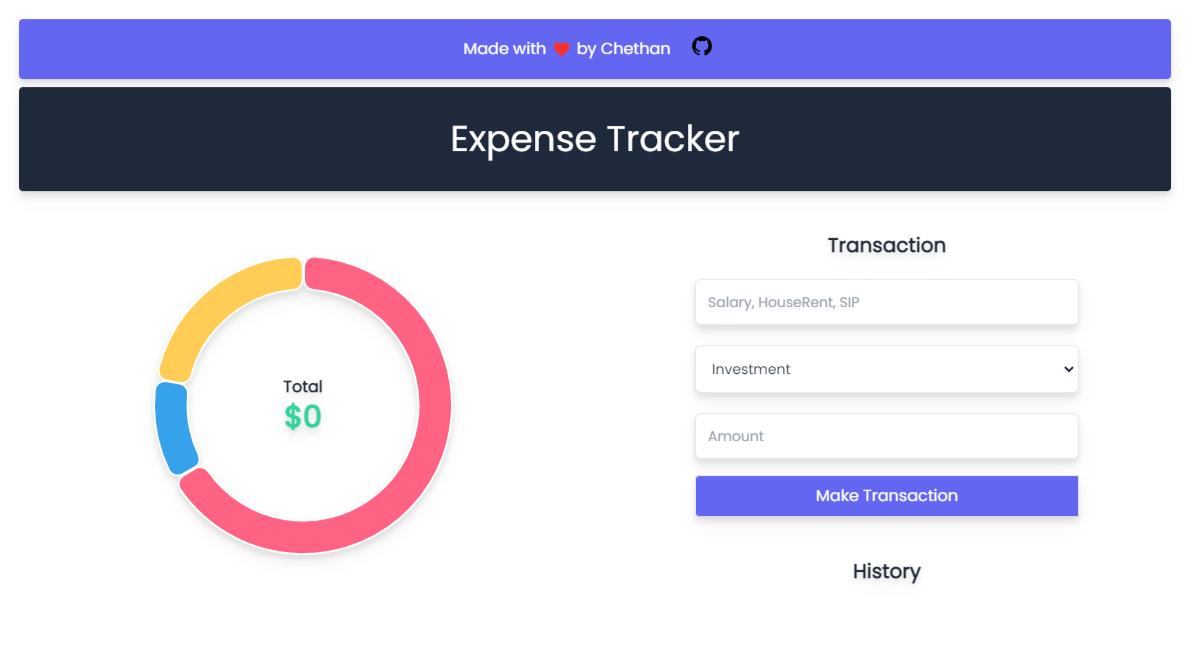 Made with ❤️ by Chethan
Expense Tracker
Total
$0
Transaction
Salary, HouseRent, SIP
Investment
Amount
Make Transaction
History